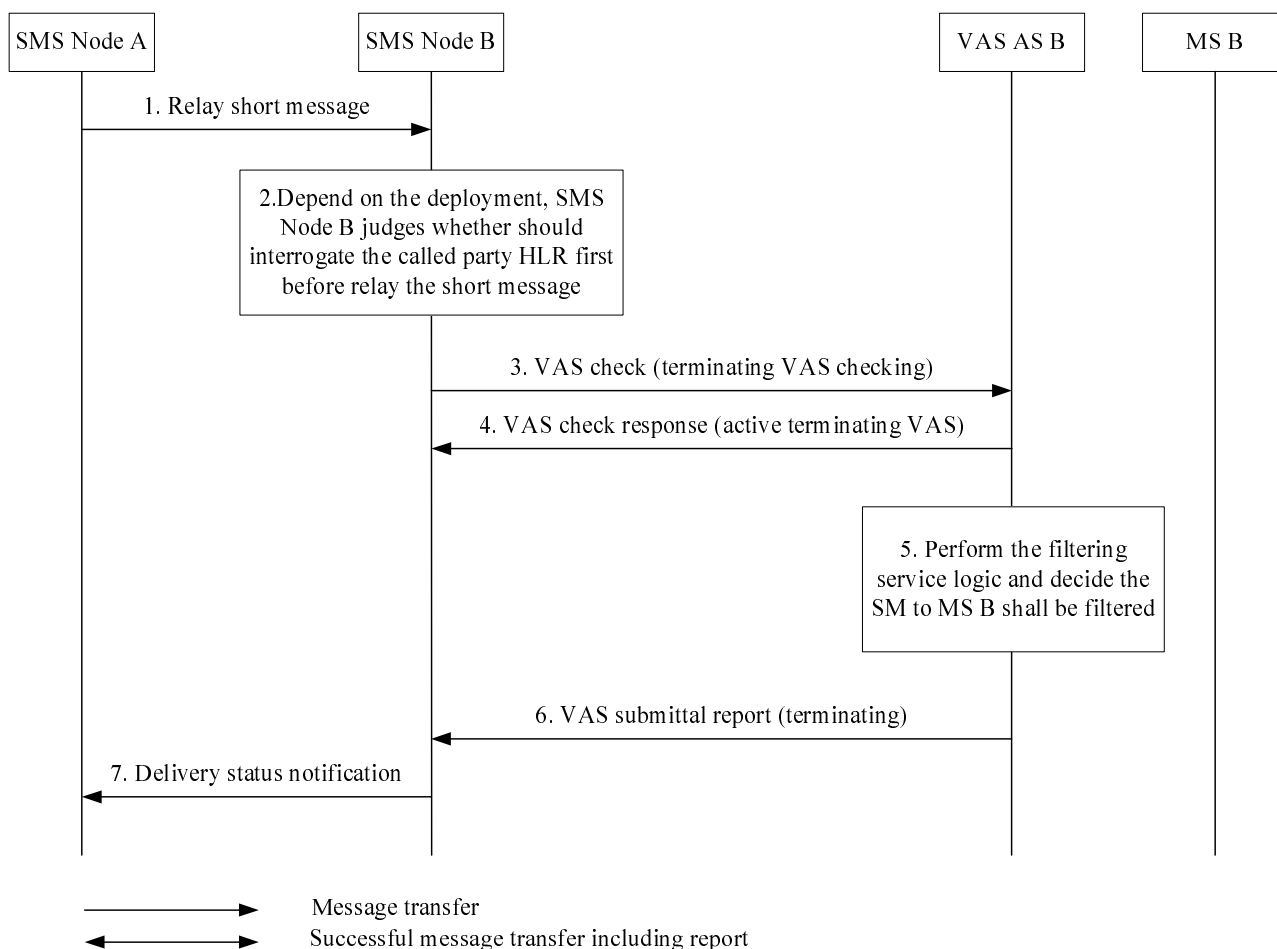 SMS Node A
SMS Node B
VAS AS B
MS B
1. Relay short message
2.Depend on the deployment, SMS
Node B judges whether should
interrogate the called party HLR first
before relay the short message
3. VAS check (terminating VAS checking)
4. VAS check response (active terminating VAS)
5. Perform the filtering
service logic and decide the
SM to MS B shall be filtered
6. VAS submittal report (terminating)
7. Delivery status notification
Message transfer
Successful message transfer including report